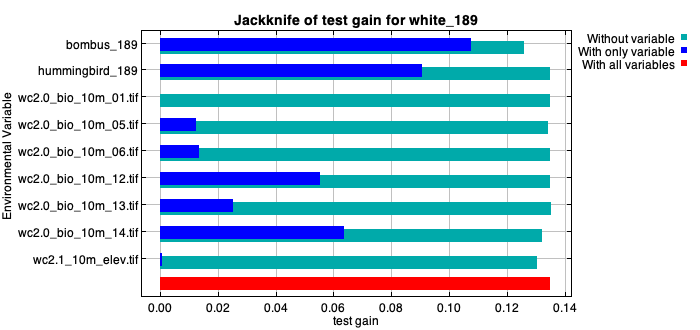 Jackknife of test gain for white_189
Without variable
With only variable
With all variables
Environmental Variable
bombus_189
hummingbird_189
wc2.0_bio_10m_01.tif
wc2.0_bio_10m_05.tif
wc2.0_bio_10m_06.tif
wc2.0_bio_10m_12.tif
wc2.0_bio_10m_13.tif
wc2.0_bio_10m_14.tif
wc2.1_10m_elev.tif
0.00 0.02 0.04 0.06 0.08 0.10 0.12 0.14
test gain